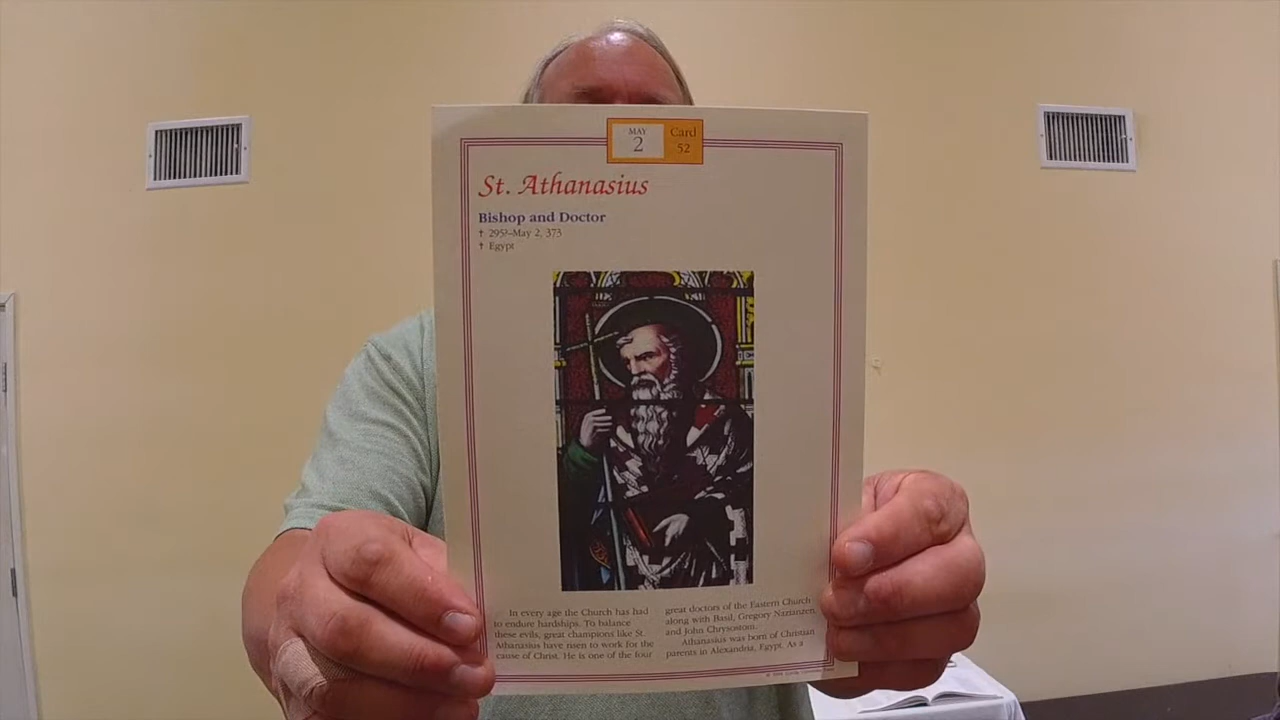 MAY
2
Card
52
St. Athanasius
Bishop and Doctor
† 295?–May 2, 373
† Egypt
In every age the Church has had
to endure hardships. To balance
these evils, great champions like St.
Athanasius have risen to work for the
cause of Christ. He is one of the four
great doctors of the Eastern Church
along with Basil, Gregory Nazianzen,
and John Chrysostom.
Athanasius was born of Christian
parents in Alexandria, Egypt. As a